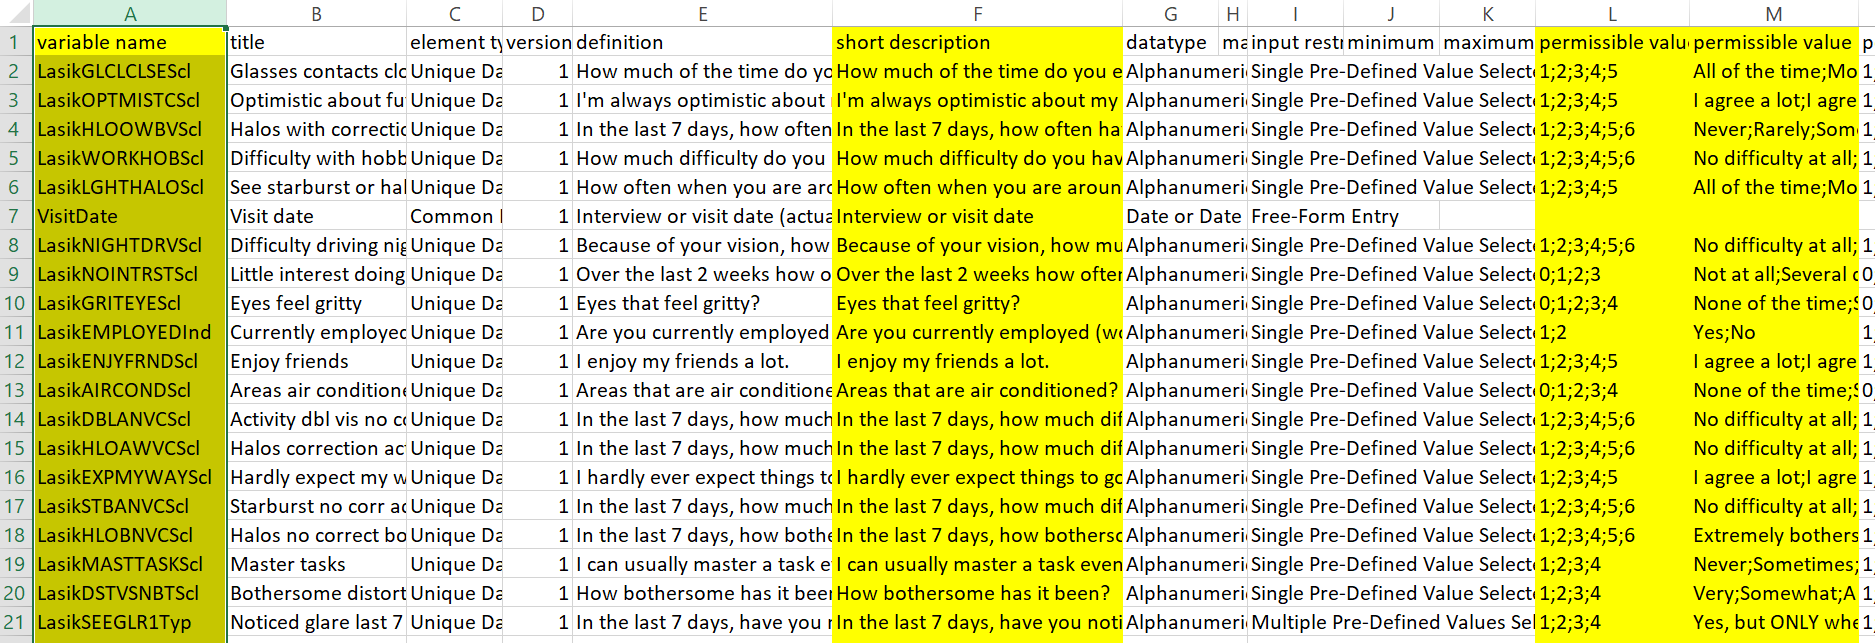 A B C D E F G H I J K L M
1 variable name title element ty version definition short description datatype ma input restr minimum maximum permissible valu permissible value p
2 LasikGLCLCLSEScl Glasses contacts clo Unique Da 1 How much of the time do yo How much of the time do you e Alphanumeri Single Pre-Defined Value Selecte 1;2;3;4;5 All of the time;Mo 1,
3 LasikOPTMISTCScl Optimistic about fu Unique Da 1 I'm always optimistic about I'm always optimistic about my Alphanumeri Single Pre-Defined Value Selecte 1;2;3;4;5 I agree a lot;I agre 1,
4 LasikHLOOWBVScl Halos with correctic Unique Da 1 In the last 7 days, how often In the last 7 days, how often ha Alphanumeri Single Pre-Defined Value Selecte 1;2;3;4;5;6 Never;Rarely;Som 1,
5 LasikWORKHOBScl Difficulty with hobb Unique Da 1 How much difficulty do you How much difficulty do you hav Alphanumeri Single Pre-Defined Value Selecte 1;2;3;4;5;6 No difficulty at all; 1,
6 LasikLGHTHALOScl See starburst or hal Unique Da 1 How often when you are arc How often when you are aroun Alphanumeri Single Pre-Defined Value Selecte 1;2;3;4;5 All of the time;Mo 1,
7 VisitDate Visit date Common 1 Interview or visit date (actua Interview or visit date Date or Date Free-Form Entry
8 LasikNIGHTDRVScl Difficulty driving nig Unique Da 1 Because of your vision, how Because of your vision, how mu Alphanumeri Single Pre-Defined Value Selecte 1;2;3;4;5;6 No difficulty at all; 1,
9 LasikNOINTRSTScl Little interest doing Unique Da 1 Over the last 2 weeks how o Over the last 2 weeks how ofter Alphanumeri Single Pre-Defined Value Selecte 0;1;2;3 Not at all;Several c 0,
10 LasikGRITEYEScl Eyes feel gritty Unique Da 1 Eyes that feel gritty? Eyes that feel gritty? Alphanumeri Single Pre-Defined Value Selecte 0;1;2;3;4 None of the time;S 0,
11 LasikEMPLOYEDInd Currently employec Unique Da 1 Are you currently employed Are you currently employed (wo Alphanumeri Single Pre-Defined Value Selecte 1;2 Yes;No 1,
12 LasikENJYFRNDScl Enjoy friends Unique Da 1 I enjoy my friends a lot. I enjoy my friends a lot. Alphanumeri Single Pre-Defined Value Selecte 1;2;3;4;5 I agree a lot;I agre 1,
13 LasikAIRCONDScl Areas air conditione Unique Da 1 Areas that are air conditione Areas that are air conditioned? Alphanumeri Single Pre-Defined Value Selecte 0;1;2;3;4 None of the time;S 0,
14 LasikDBLANVCScl Activity dbl vis no cc Unique Da 1 In the last 7 days, how much In the last 7 days, how much dif Alphanumeri Single Pre-Defined Value Selecte 1;2;3;4;5;6 No difficulty at all; 1,
15 LasikHLOAWVCScl Halos correction ac Unique Da 1 In the last 7 days, how much In the last 7 days, how much dif Alphanumeri Single Pre-Defined Value Selecte 1;2;3;4;5;6 No difficulty at all; 1,
16 LasikEXPMYWAYScl Hardly expect my w Unique Da 1 I hardly ever expect things to I hardly ever expect things to go Alphanumeri Single Pre-Defined Value Selecte 1;2;3;4;5 I agree a lot;I agre 1,
17 LasikSTBANVCScl Starburst no corr ac Unique Da 1 In the last 7 days, how much In the last 7 days, how much dif Alphanumeri Single Pre-Defined Value Selecte 1;2;3;4;5;6 No difficulty at all; 1,
18 LasikHLOBNVCScl Halos no correct bo Unique Da 1 In the last 7 days, how bothe In the last 7 days, how bothersc Alphanumeri Single Pre-Defined Value Selecte 1;2;3;4;5;6 Extremely bothers 1,
19 LasikMASTTASKScl Master tasks Unique Da 1 I can usually master a task e I can usually master a task even Alphanumeri Single Pre-Defined Value Selecte 1;2;3;4 Never;Sometimes; 1,
20 LasikDSTVSNBTScl Bothersome distort Unique Da 1 How bothersome has it beer How bothersome has it been? Alphanumeri Single Pre-Defined Value Selecte 1;2;3;4 Very;Somewhat;A 1,
21 LasikSEEGLR1Typ Noticed glare last 7 Unique Da 1 In the last 7 days, have you r In the last 7 days, have you noti Alphanumeri Multiple Pre-Defined Values Sel 1;2;3;4 Yes, but ONLY whe 1,